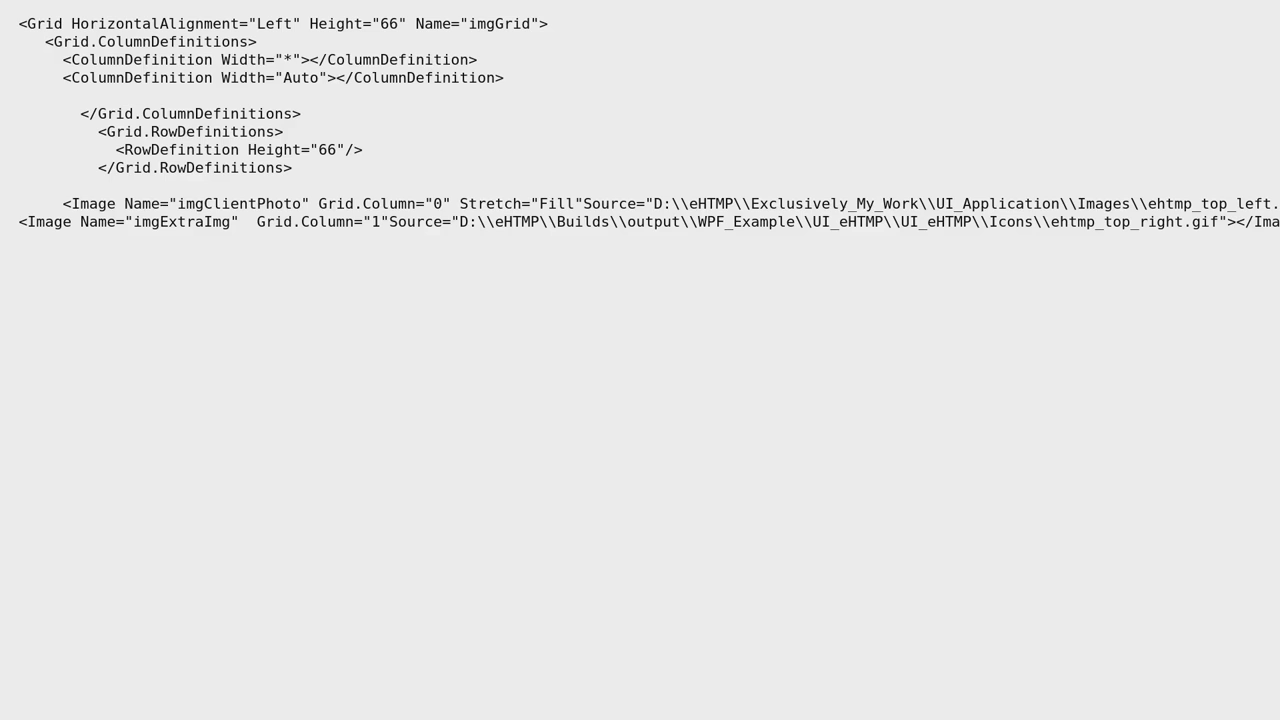 <Grid HorizontalAlignment="Left" Height="66" Name="imgGrid">
<Grid.ColumnDefinitions>
<ColumnDefinition Width="*"></ColumnDefinition>
<ColumnDefinition Width="Auto"></ColumnDefinition>
</Grid.ColumnDefinitions>
<Grid.RowDefinitions>
<RowDefinition Height="66"/>
</Grid.RowDefinitions>
<Image Name="imgClientPhoto" Grid.Column="0" Stretch="Fill"Source="D:\\eHTMP\\Exclusively_My_Work\\UI_Application\\Images\\ehtmp_top_left.
<Image Name="imgExtraImg"  Grid.Column="1"Source="D:\\eHTMP\\Builds\\output\\WPF_Example\\UI_eHTMP\\UI_eHTMP\\Icons\\ehtmp_top_right.gif"></Ima